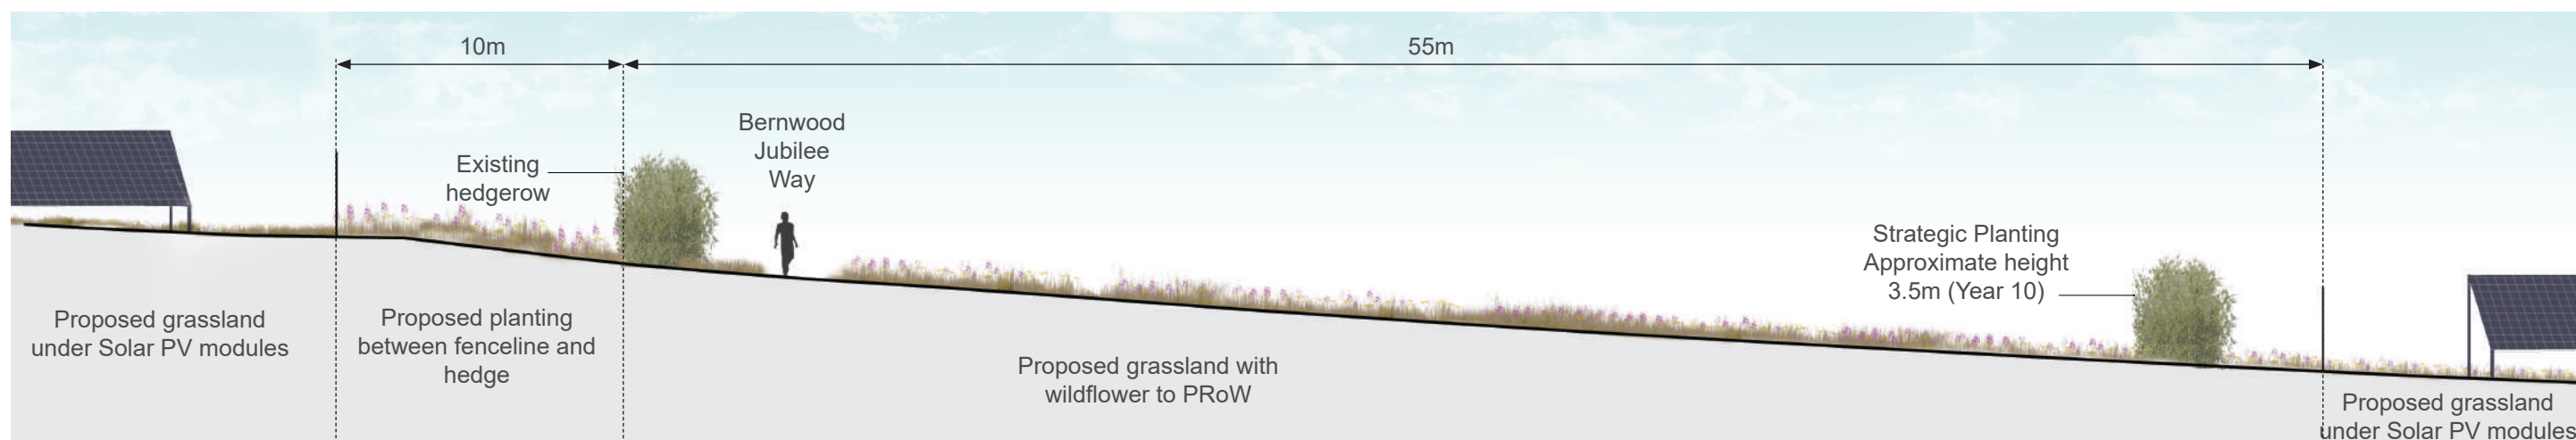 10m
55m
Bernwood
Jubilee
Way
Existing
hedgerow
Strategic Planting
Approximate height
3.5m (Year 10)
Proposed grassland
under Solar PV modules
Proposed planting
between fenceline and
hedge
Proposed grassland with
wildflower to PRoW
Proposed grassland
under Solar PV modules